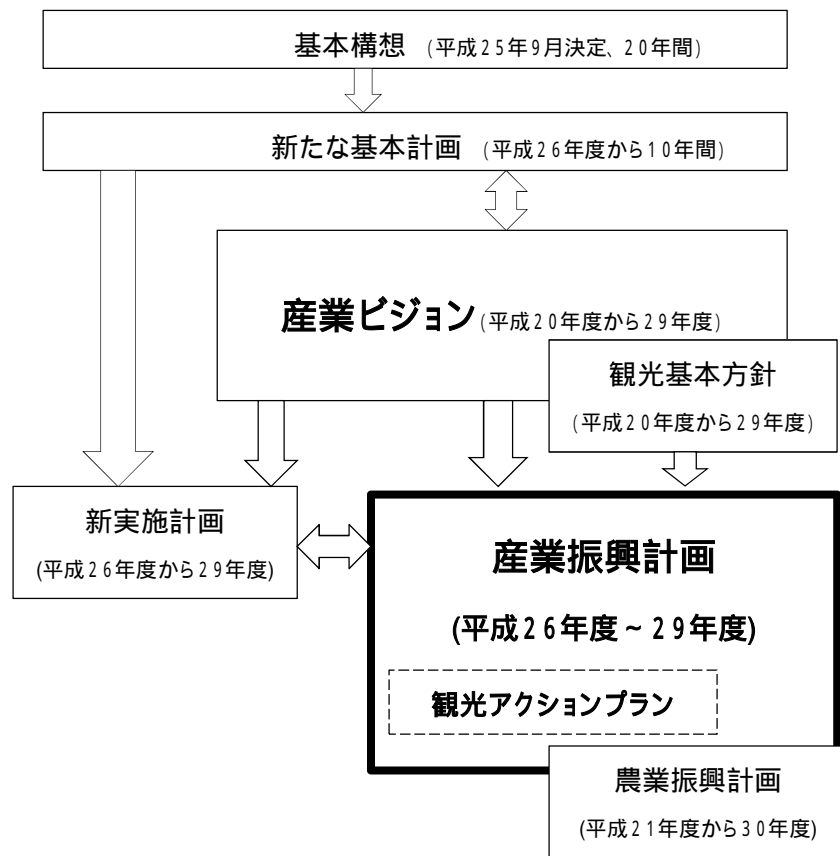 基本構想 (平成25年9月決定、20年間)
新たな基本計画 (平成26年度から10年間)
産業ビジョン(平成20年度から29年度)
観光基本方針
(平成20年度から29年度)
新実施計画
(平成26年度から29年度)
産業振興計画
(平成26年度~29年度)
観光アクションプラン
農業振興計画
(平成21年度から30年度)